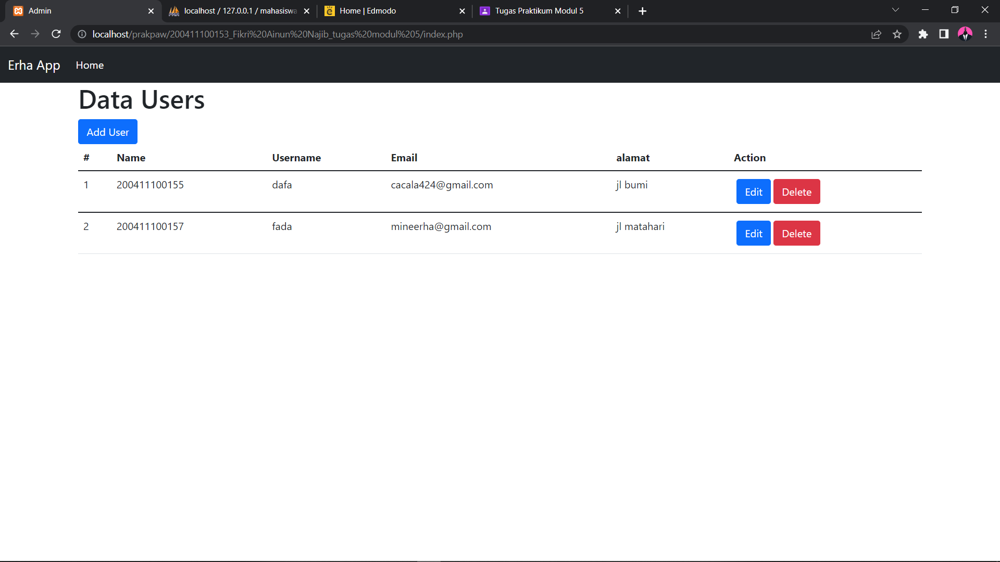 Admin
localhost / 127.0.0.1 / mahasiswa
Home | Edmodo
Tugas Praktikum Modul 5
localhost/prakpaw/200411100153_Fikri%20Ainun%20Najib_tugas%20modul%205/index.php
Erha App Home
Data Users
Add User
# Name Username Email alamat Action
1 200411100155 dafa cacala424@gmail.com jl bumi Edit Delete
2 200411100157 fada mineerha@gmail.com jl matahari Edit Delete